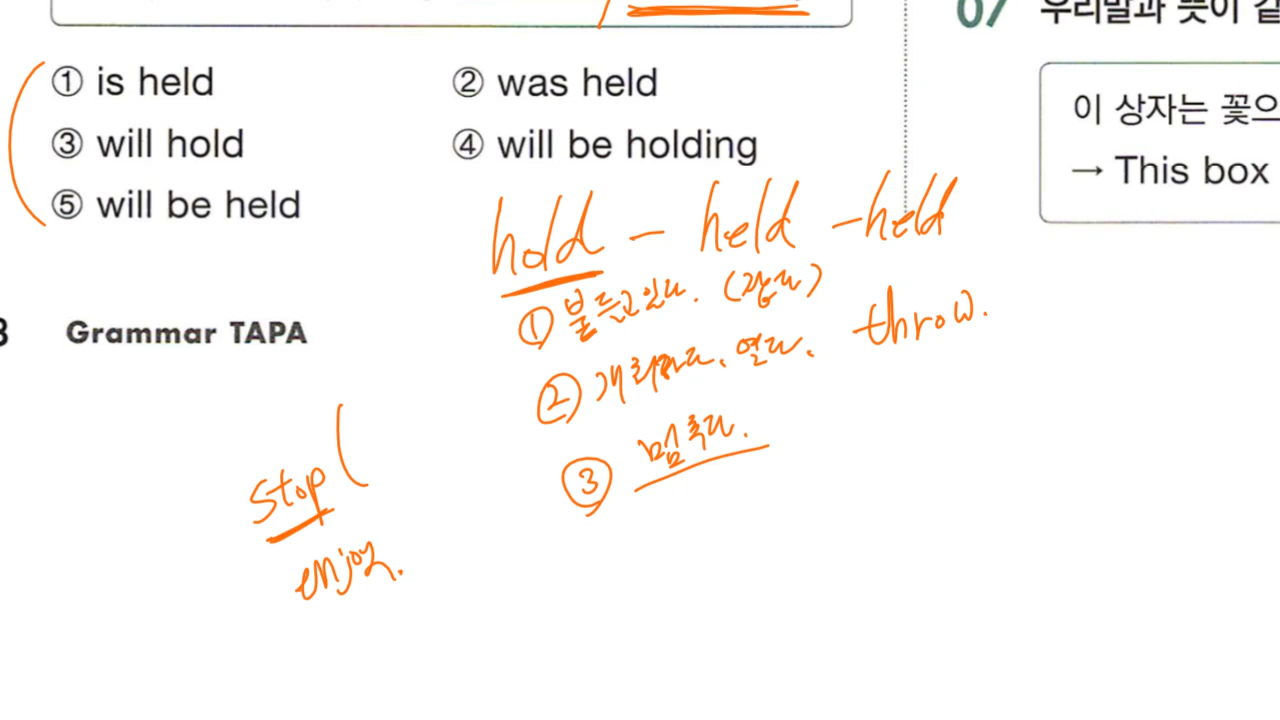 07 우리말과 뜻이 같
① is held
② was held
③ will hold
④ will be holding
⑤ will be held
이 상자는 꽃으
→ This box
hold - held - held
① 붙들고 있다. (잡다)
② 개최하다, 열다, throw.
③ 멈추다.
Grammar TAPA
stop (
enjoy.